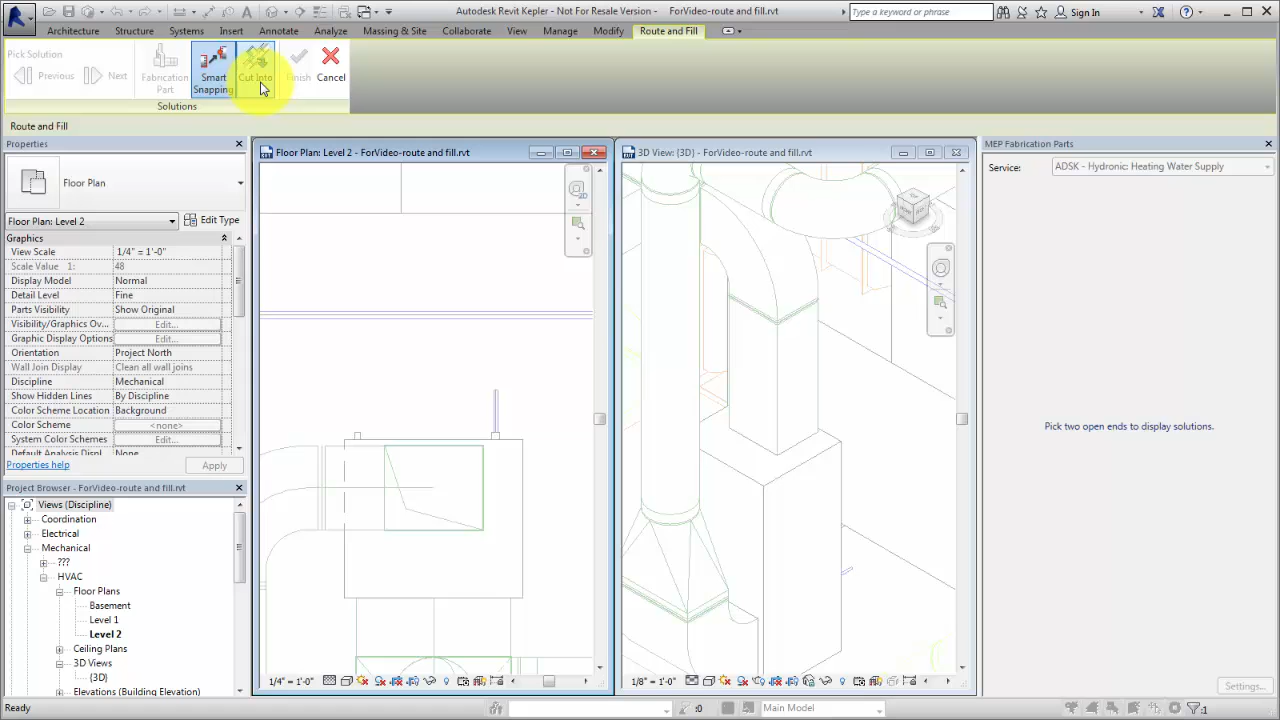 Autodesk Revit Kepler - Not For Resale Version - ForVideo-route and fill.rvt
Type a keyword or phrase
Sign In
Architecture Structure Systems Insert Annotate Analyze Massing & Site Collaborate View Manage Modify Route and Fill
Pick Solution
Previous Next
Fabrication Part
Smart Snapping
Cut Into
Finish
Cancel
Solutions
Route and Fill
Properties
Floor Plan
Floor Plan: Level 2
Edit Type
Graphics
View Scale 1/4" = 1'-0"
Scale Value 1: 48
Display Model Normal
Detail Level Fine
Parts Visibility Show Original
Visibility/Graphics Ov... Edit...
Graphic Display Options Edit...
Orientation Project North
Wall Join Display Clean all wall joins
Discipline Mechanical
Show Hidden Lines By Discipline
Color Scheme Location Background
Color Scheme <none>
System Color Schemes Edit...
Default Analysis Displ... None
Properties help
Apply
Project Browser - ForVideo-route and fill.rvt
Views (Discipline)
Coordination
Electrical
Mechanical
???
HVAC
Floor Plans
Basement
Level 1
Level 2
Ceiling Plans
3D Views
{3D}
Elevations (Building Elevation)
Floor Plan: Level 2 - ForVideo-route and fill.rvt
1/4" = 1'-0"
3D View: {3D} - ForVideo-route and fill.rvt
1/8" = 1'-0"
MEP Fabrication Parts
Service: ADSK - Hydronic: Heating Water Supply
Pick two open ends to display solutions.
Settings...
Ready
:0
Main Model
:1